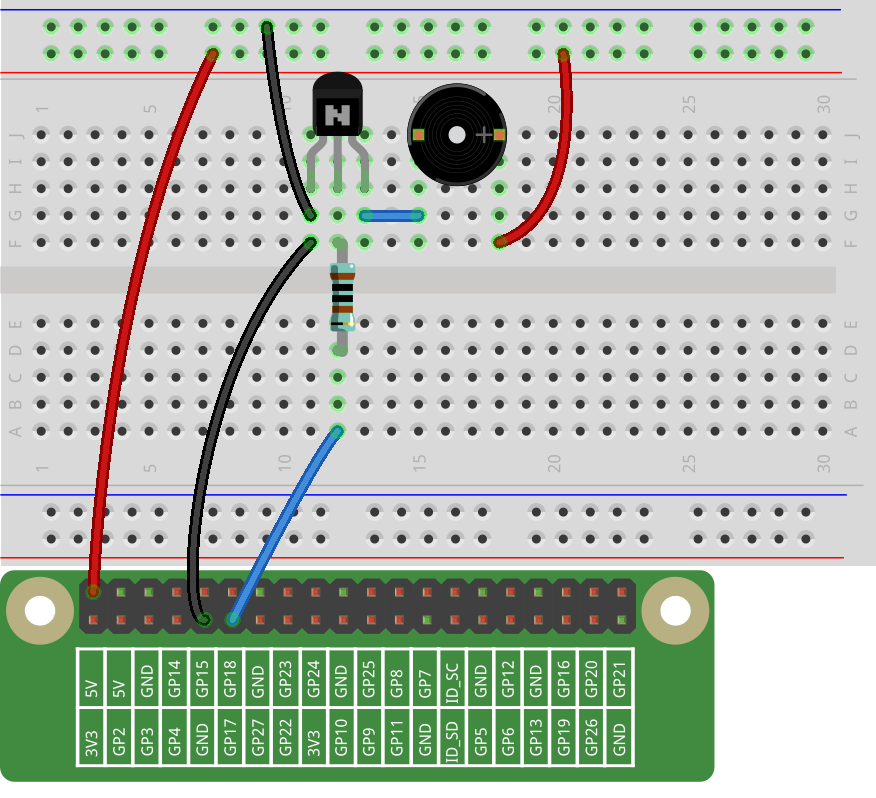 1 5 10 15 20 25 30
J J
I I
H H
G G
F F
N
+
E E
D D
C C
B B
A A
1 5 10 15 20 25 30
5V 5V GND GP14 GP15 GP18 GND GP23 GP24 GND GP25 GP8 GP7 ID_SC GND GP12 GND GP16 GP20 GP21
3V3 GP2 GP3 GP4 GND GP17 GP27 GP22 3V3 GP10 GP9 GP11 GND ID_SD GP5 GP6 GP13 GP19 GP26 GND